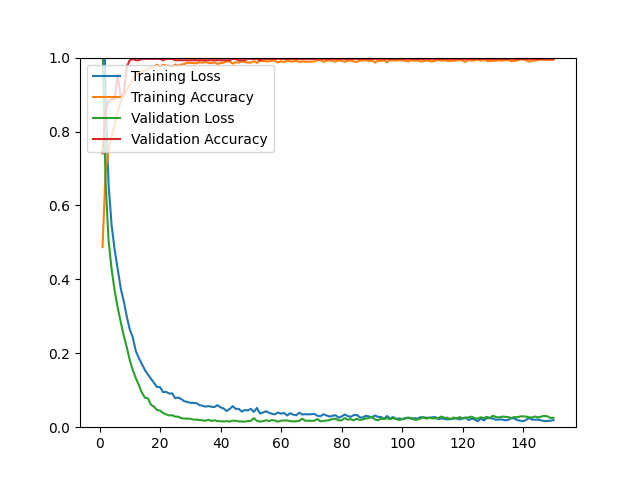 1.0
0.8
0.6
0.4
0.2
0.0
Training Loss
Training Accuracy
Validation Loss
Validation Accuracy
0 20 40 60 80 100 120 140